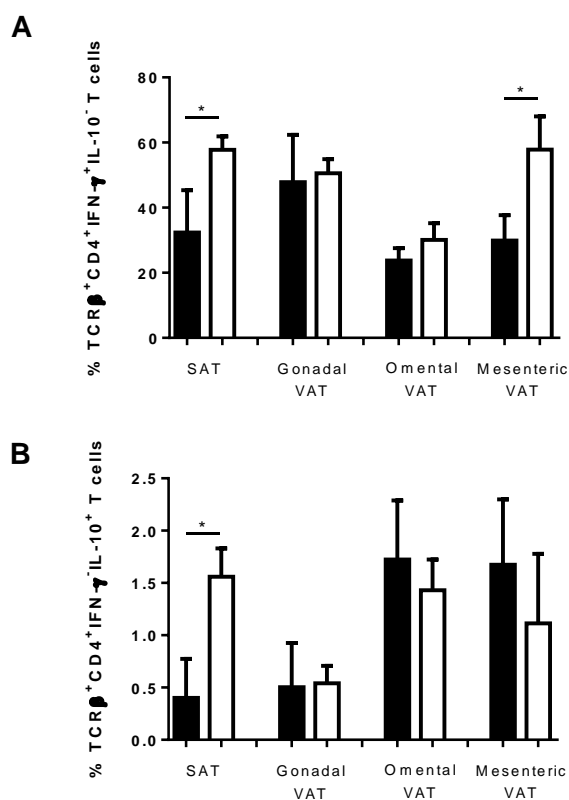 A
% TCRβ⁺CD4⁺IFN-γ⁺IL-10⁻ T cells
80
60
40
20
0
*
*
SAT
Gonadal VAT
Omental VAT
Mesenteric VAT
B
% TCRβ⁺CD4⁺IFN-γ⁻IL-10⁺ T cells
2.5
2.0
1.5
1.0
0.5
0.0
*
SAT
Gonadal VAT
Omental VAT
Mesenteric VAT